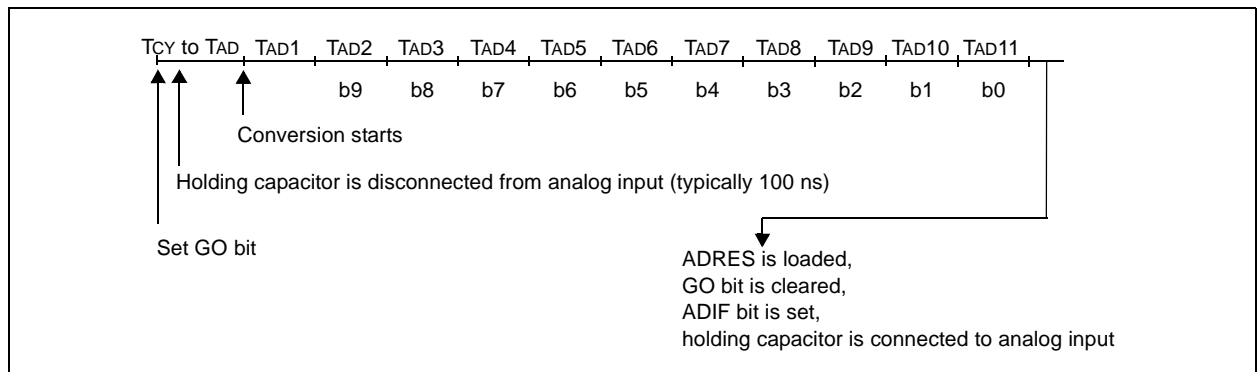 TCY to TAD TAD1 TAD2 TAD3 TAD4 TAD5 TAD6 TAD7 TAD8 TAD9 TAD10 TAD11
b9 b8 b7 b6 b5 b4 b3 b2 b1 b0
Conversion starts
Holding capacitor is disconnected from analog input (typically 100 ns)
Set GO bit
ADRES is loaded,
GO bit is cleared,
ADIF bit is set,
holding capacitor is connected to analog input